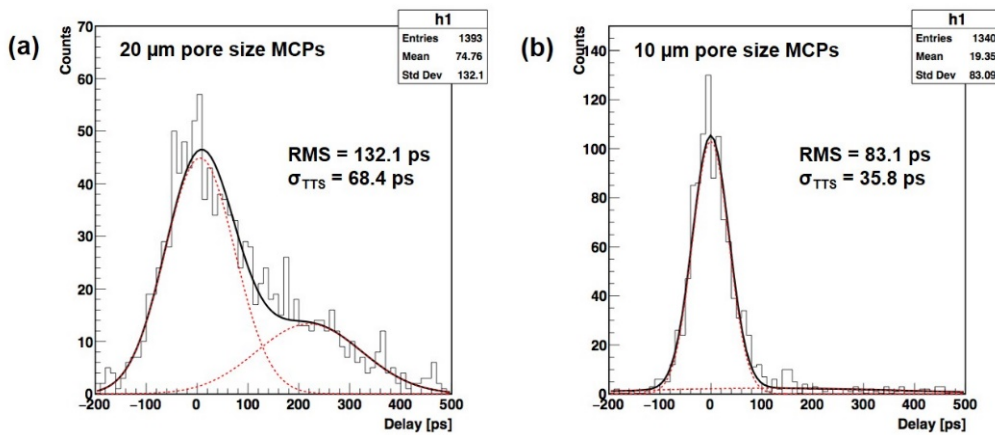 (a)
20 µm pore size MCPs
h1
Entries 1393
Mean 74.76
Std Dev 132.1
RMS = 132.1 ps
σTTS = 68.4 ps
Counts
70
60
50
40
30
20
10
0
−200 −100 0 100 200 300 400 500
Delay [ps]
(b)
10 µm pore size MCPs
h1
Entries 1340
Mean 19.35
Std Dev 83.09
RMS = 83.1 ps
σTTS = 35.8 ps
Counts
140
120
100
80
60
40
20
0
−200 −100 0 100 200 300 400 500
Delay [ps]